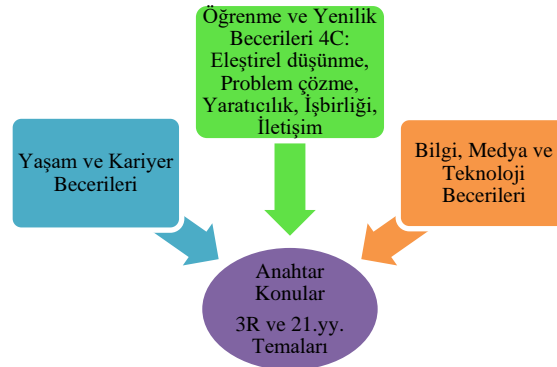 Öğrenme ve Yenilik
Becerileri 4C:
Eleştirel düşünme,
Problem çözme,
Yaratıcılık, İşbirliği,
İletişim
Yaşam ve Kariyer
Becerileri
Bilgi, Medya ve
Teknoloji
Becerileri
Anahtar
Konular
3R ve 21.yy.
Temaları